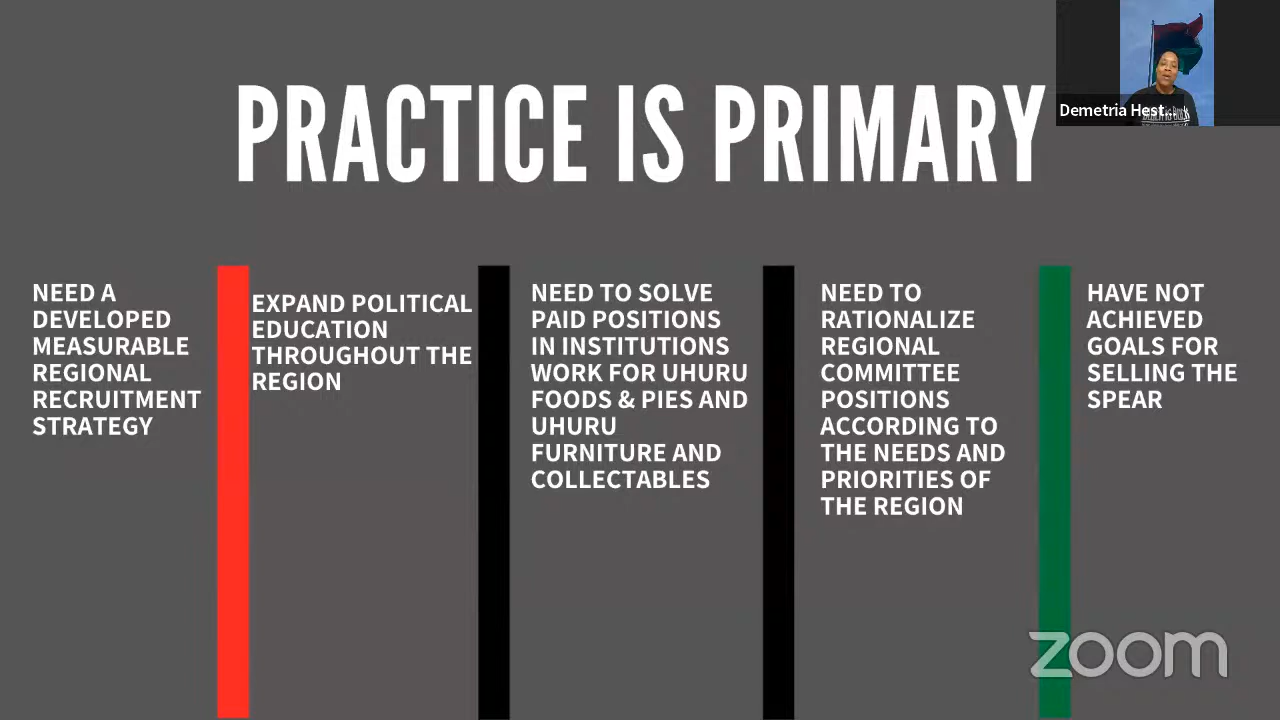 PRACTICE IS PRIMARY
Demetria Hest...
NEED A
DEVELOPED
MEASURABLE
REGIONAL
RECRUITMENT
STRATEGY
EXPAND POLITICAL
EDUCATION
THROUGHOUT THE
REGION
NEED TO SOLVE
PAID POSITIONS
IN INSTITUTIONS
WORK FOR UHURU
FOODS & PIES AND
UHURU
FURNITURE AND
COLLECTABLES
NEED TO
RATIONALIZE
REGIONAL
COMMITTEE
POSITIONS
ACCORDING TO
THE NEEDS AND
PRIORITIES OF
THE REGION
HAVE NOT
ACHIEVED
GOALS FOR
SELLING THE
SPEAR
zoom